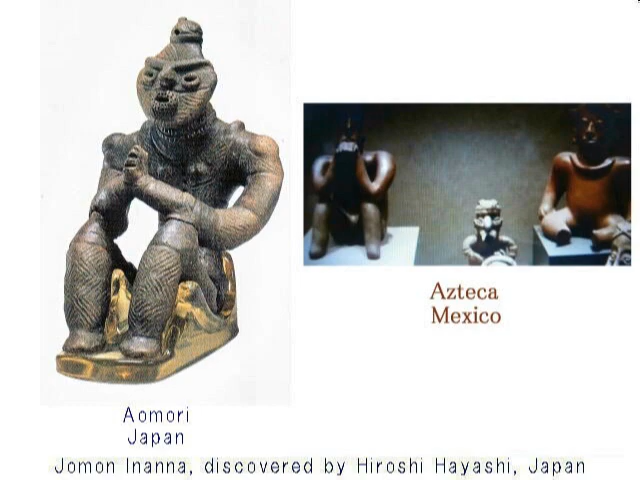 Azteca
Mexico
Aomori
Japan
Jomon Inanna, discovered by Hiroshi Hayashi, Japan